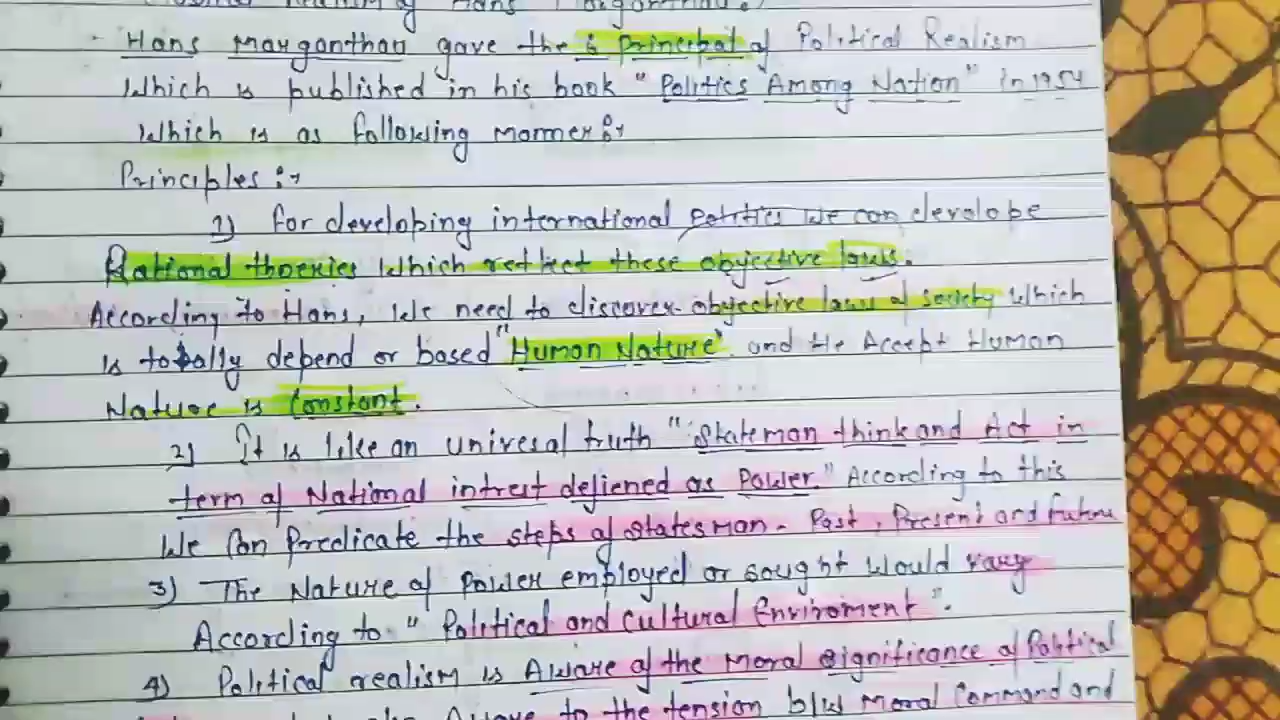 Hans Morganthau
- Hans Morganthau gave the 6 principal of Political Realism
Which is published in his book "Politics Among Nation" in 1954
Which is as following manner:-
Principles :-
1) for developing international politics we can develope
Rational thoeries which reflect these objective laws.
According to Hans, we need to discover objective laws of society which
is totally depend or based "Human Nature" and He Accept Human
Nature is Constant.
2) It is like an univesal truth "Stateman think and Act in
term of National intrest defiened as Power." According to this
We Can Predicate the steps of statesman - Past, Present and future
3) The Nature of power employed or sought would vary
According to "Political and Cultural Enviroment".
4) Political realism is Aware of the Moral significance of Political
Aware to the tension b/w Moral Command and